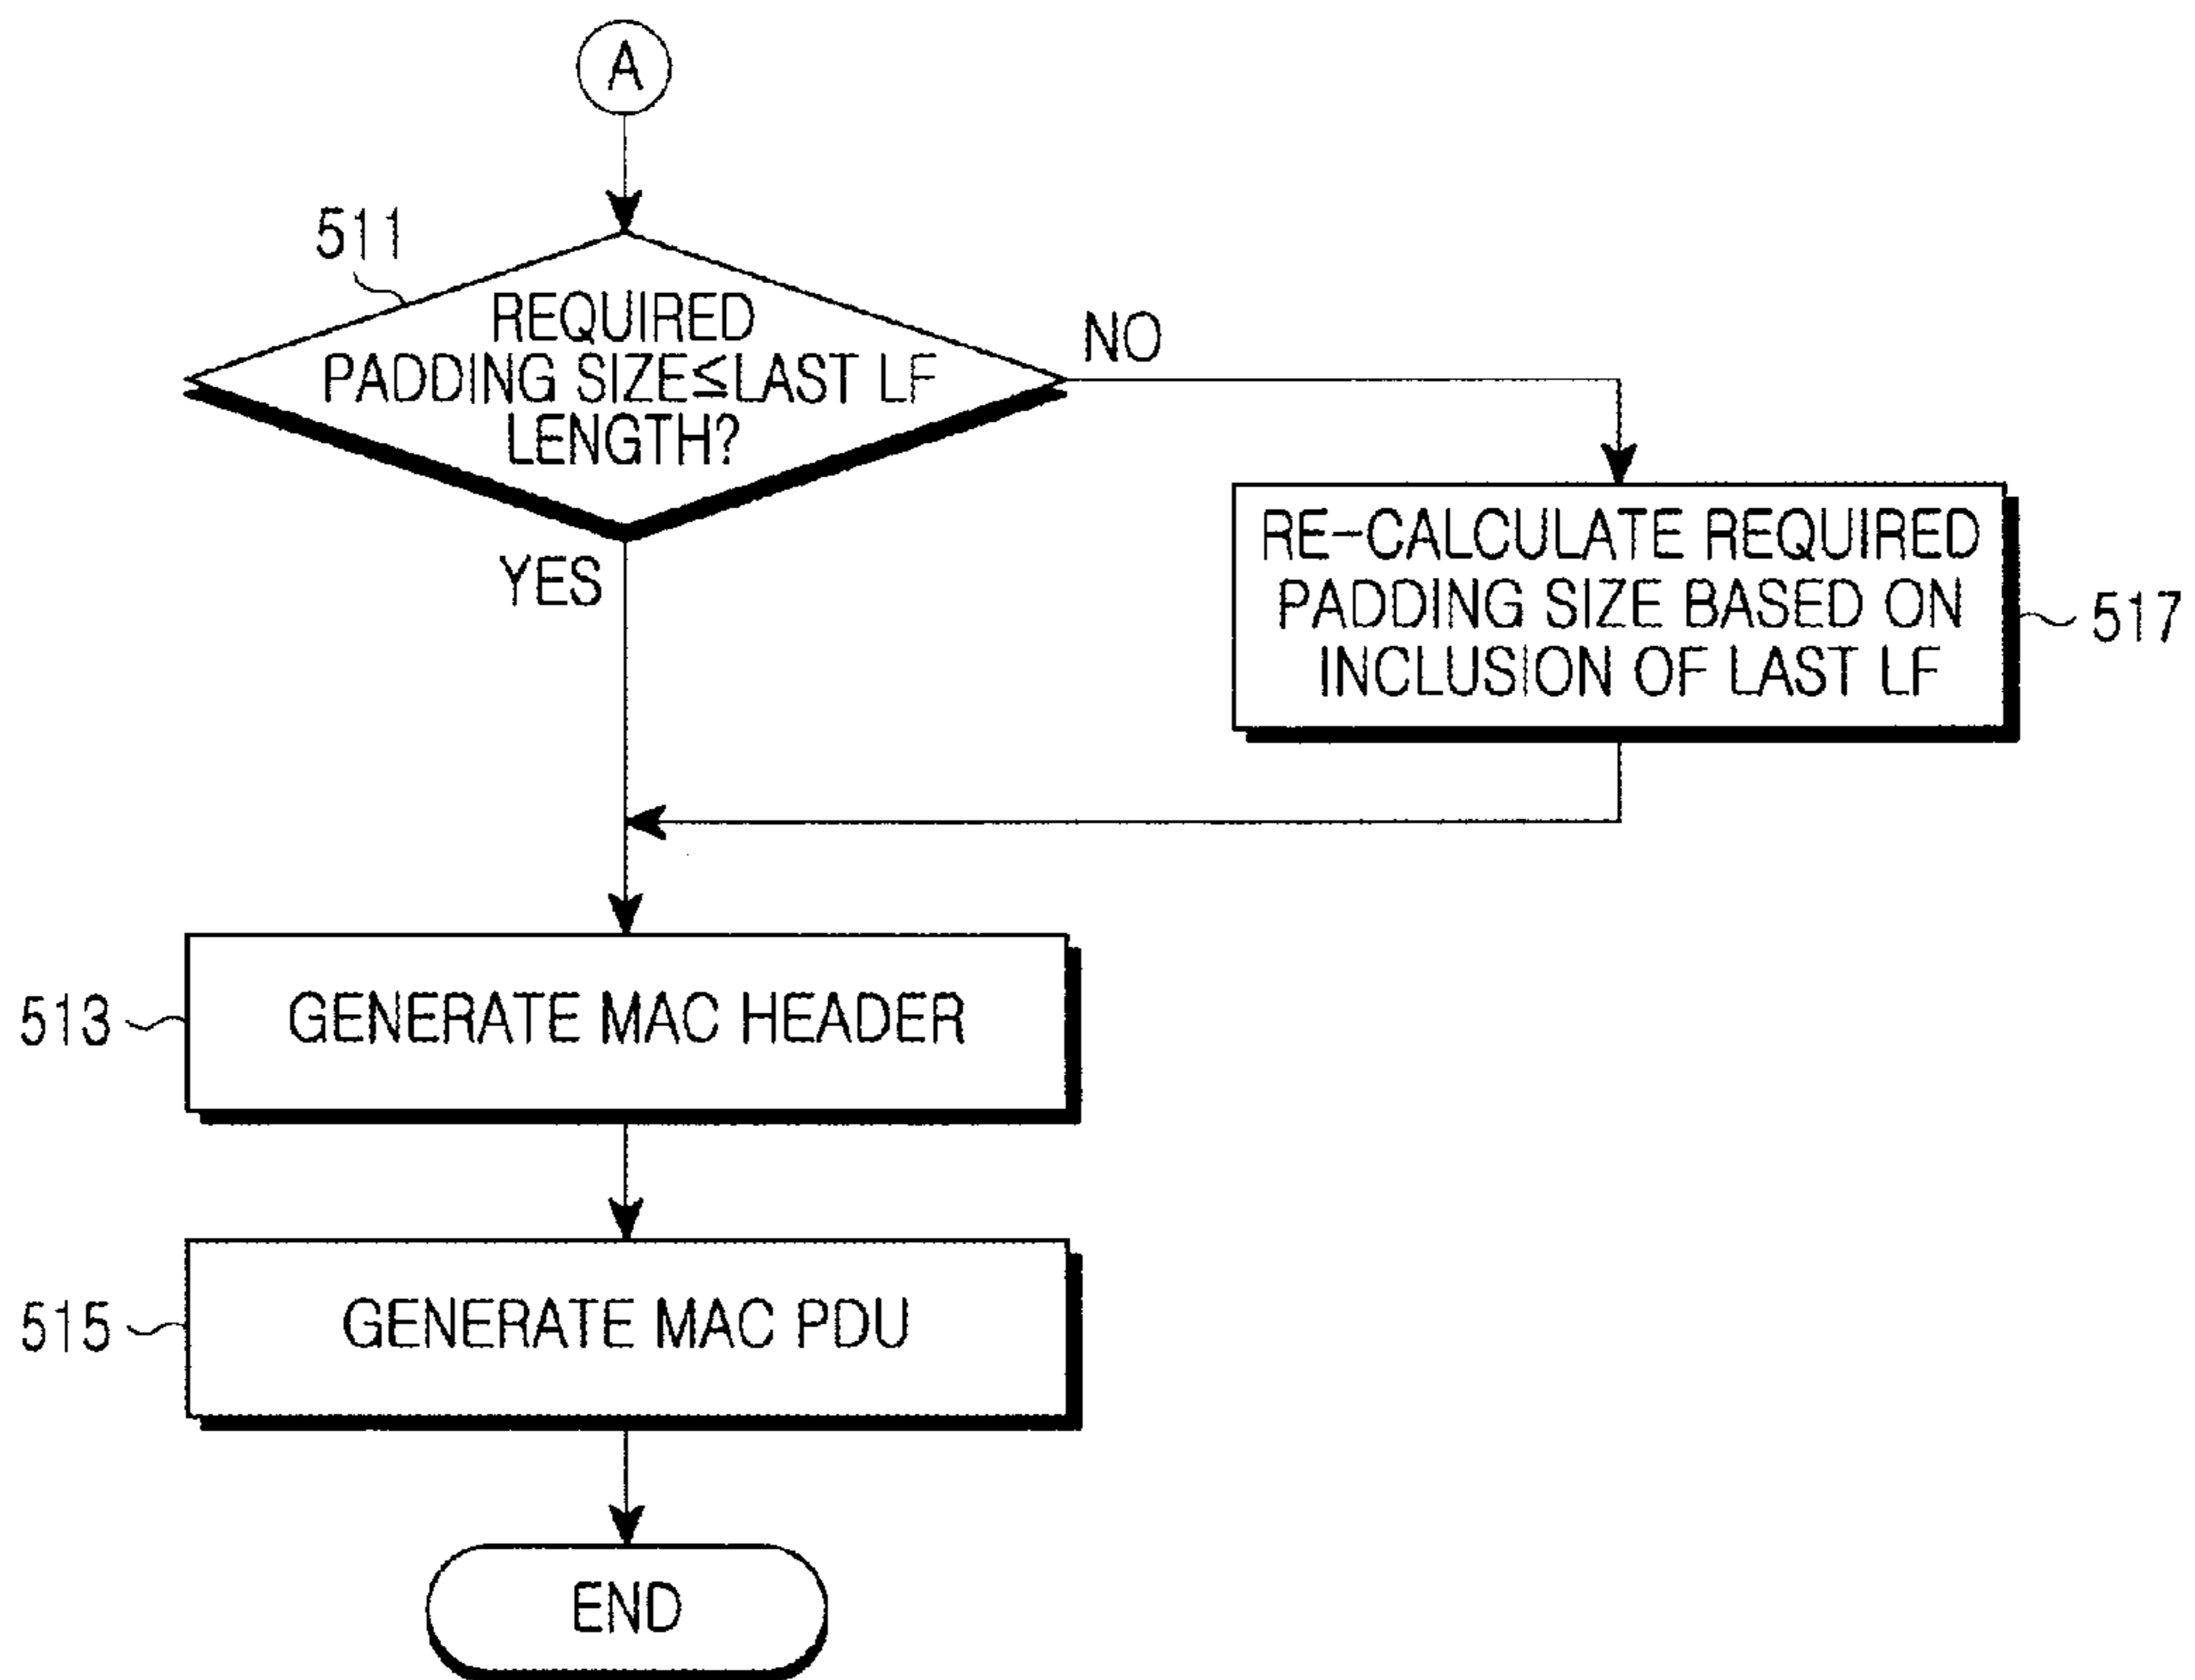 A
511
REQUIRED
PADDING SIZE≤LAST LF
LENGTH?
NO
YES
RE-CALCULATE REQUIRED
PADDING SIZE BASED ON
INCLUSION OF LAST LF
517
513
GENERATE MAC HEADER
515
GENERATE MAC PDU
END